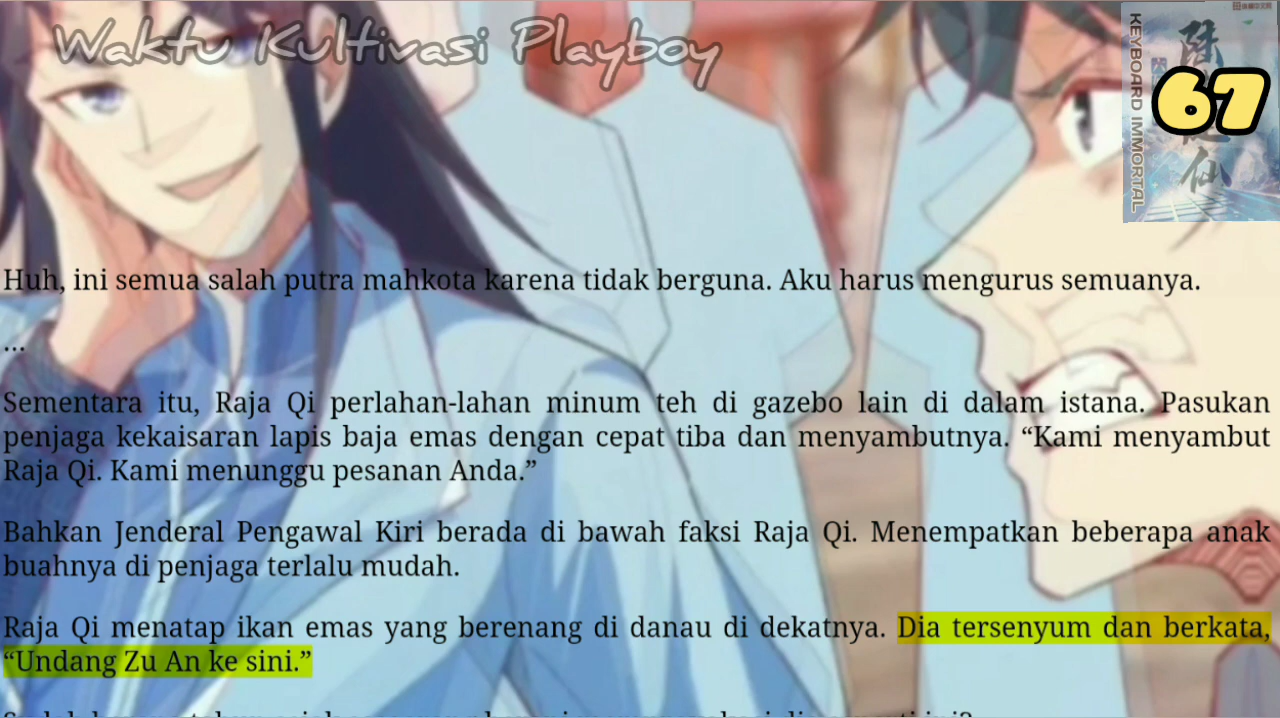 Waktu Kultivasi Playboy
KEYBOARD IMMORTAL
67
Huh, ini semua salah putra mahkota karena tidak berguna. Aku harus mengurus semuanya.
...
Sementara itu, Raja Qi perlahan-lahan minum teh di gazebo lain di dalam istana. Pasukan
penjaga kekaisaran lapis baja emas dengan cepat tiba dan menyambutnya. “Kami menyambut
Raja Qi. Kami menunggu pesanan Anda.”
Bahkan Jenderal Pengawal Kiri berada di bawah faksi Raja Qi. Menempatkan beberapa anak
buahnya di penjaga terlalu mudah.
Raja Qi menatap ikan emas yang berenang di danau di dekatnya. Dia tersenyum dan berkata,
“Undang Zu An ke sini.”